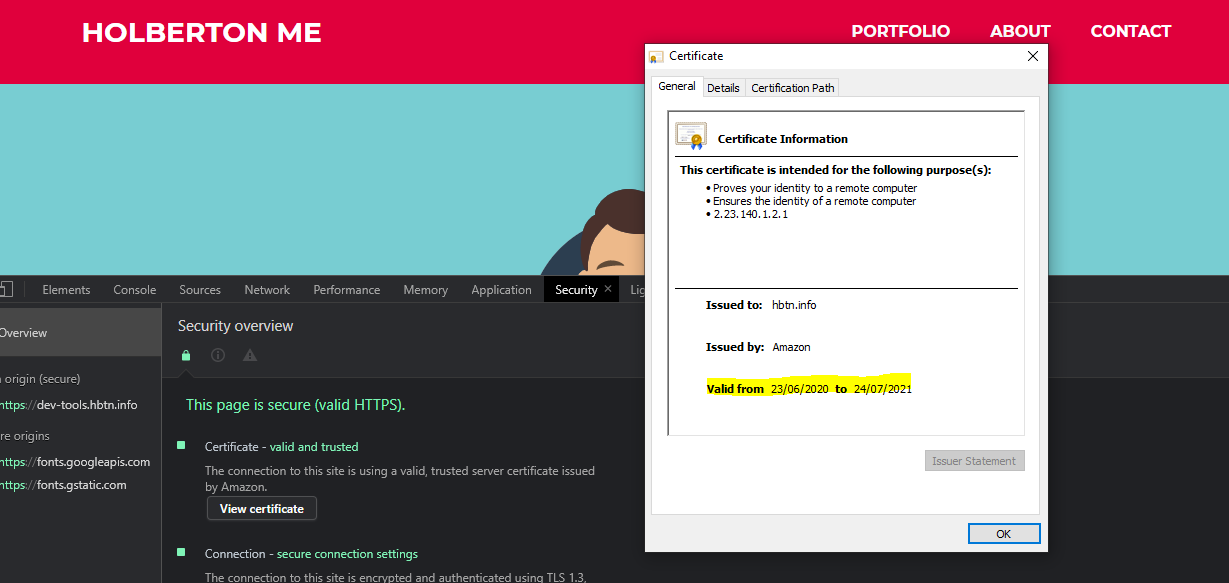 HOLBERTON ME
PORTFOLIO ABOUT CONTACT
Certificate
General Details Certification Path
Certificate Information
This certificate is intended for the following purpose(s):
• Proves your identity to a remote computer
• Ensures the identity of a remote computer
• 2.23.140.1.2.1
Issued to: hbtn.info
Issued by: Amazon
Valid from 23/06/2020 to 24/07/2021
Issuer Statement
OK
Elements Console Sources Network Performance Memory Application Security × Lig
Overview
origin (secure)
https://dev-tools.hbtn.info
re origins
https://fonts.googleapis.com
https://fonts.gstatic.com
Security overview
This page is secure (valid HTTPS).
Certificate - valid and trusted
The connection to this site is using a valid, trusted server certificate issued
by Amazon.
View certificate
Connection - secure connection settings
The connection to this site is encrypted and authenticated using TLS 1.3,